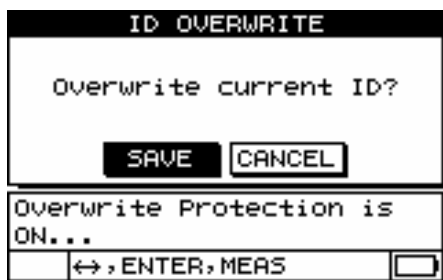 ID OVERWRITE
Overwrite current ID?
SAVE CANCEL
Overwrite Protection is
ON...
↔,ENTER,MEAS